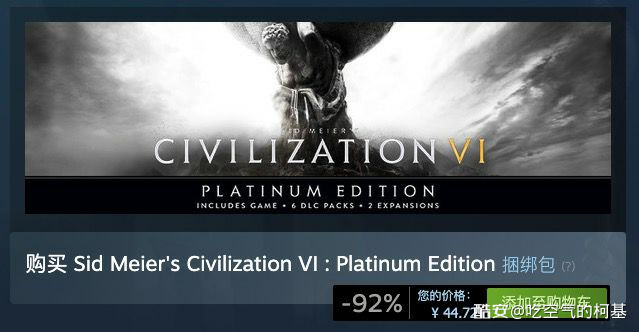 SID MEIER'S
CIVILIZATION VI
PLATINUM EDITION
INCLUDES GAME • 6 DLC PACKS • 2 EXPANSIONS
购买 Sid Meier's Civilization VI : Platinum Edition 捆绑包 (?)
-92%
您的价格：
¥ 44.72
添加至购物车
酷安@吃空气的柯基